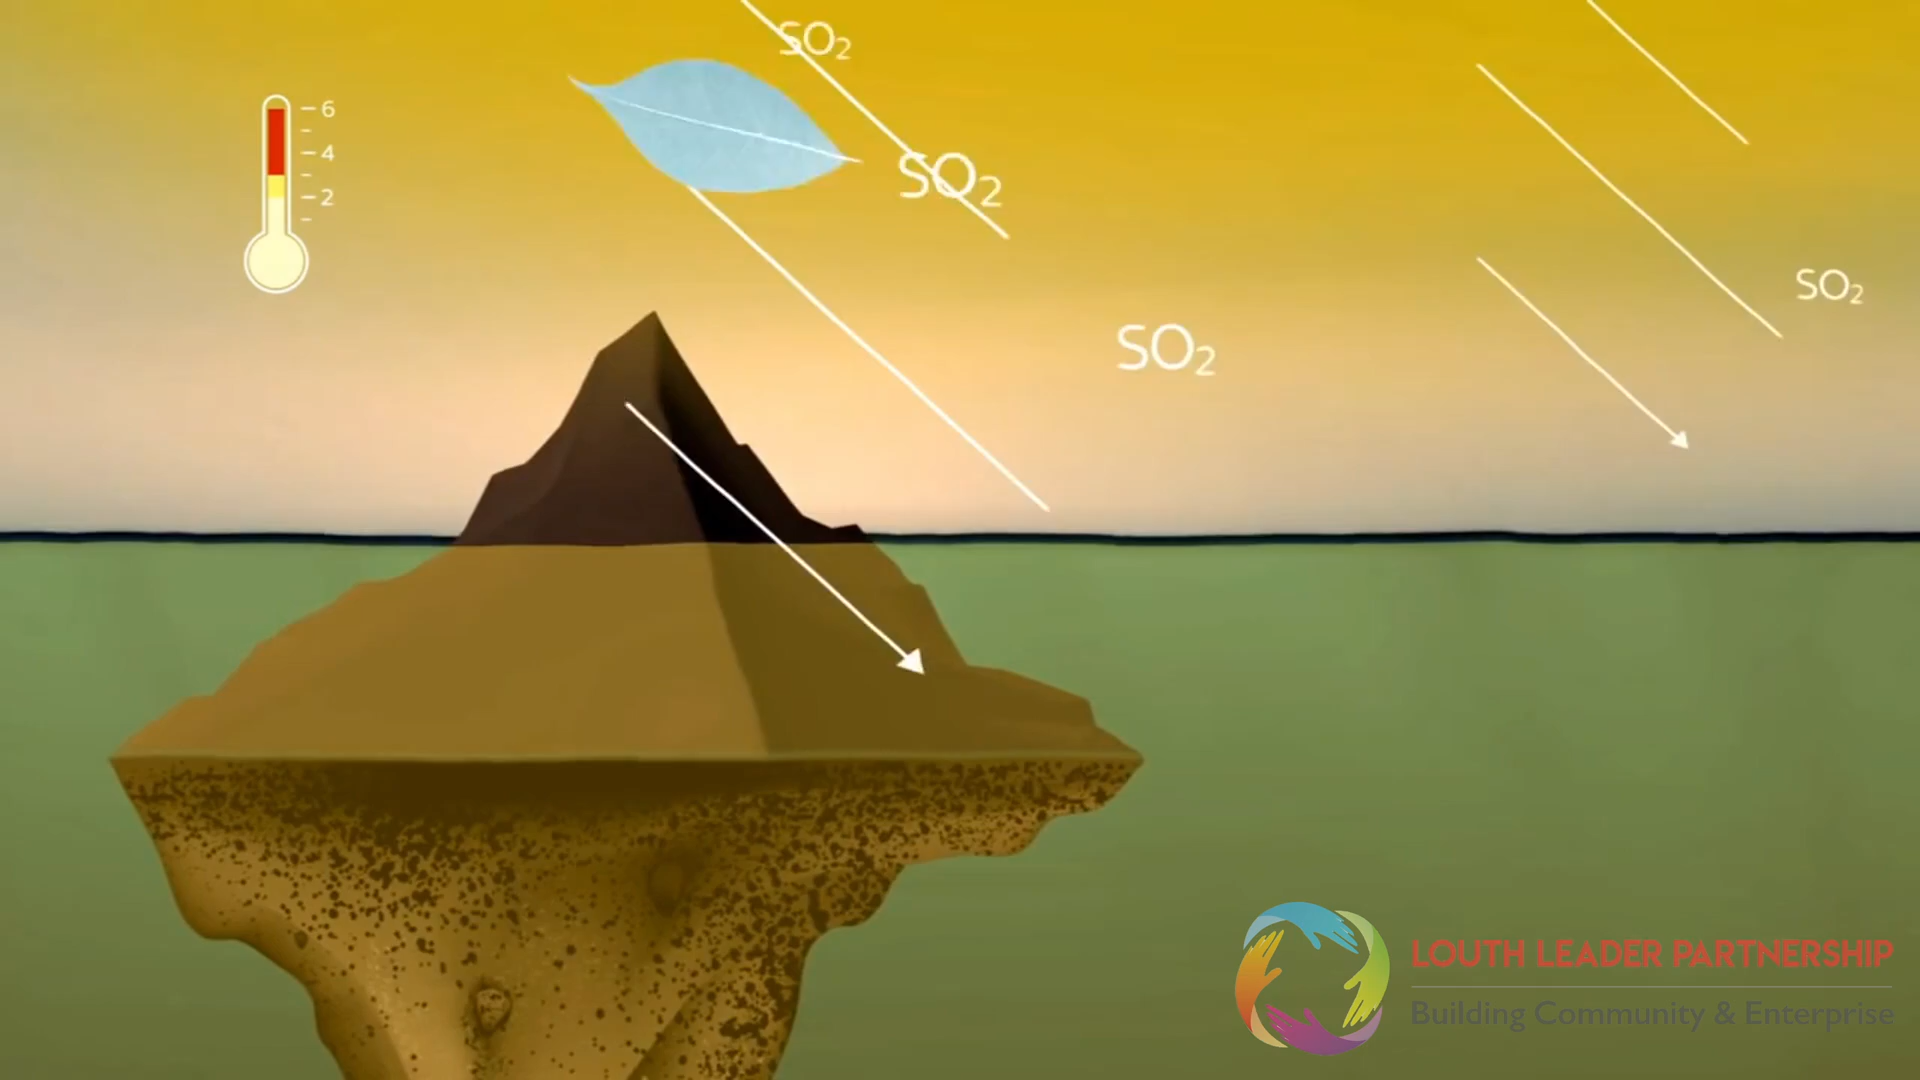 SO₂
6
4
2
SO₂
SO₂
SO₂
LOUTH LEADER PARTNERSHIP
Building Community & Enterprise